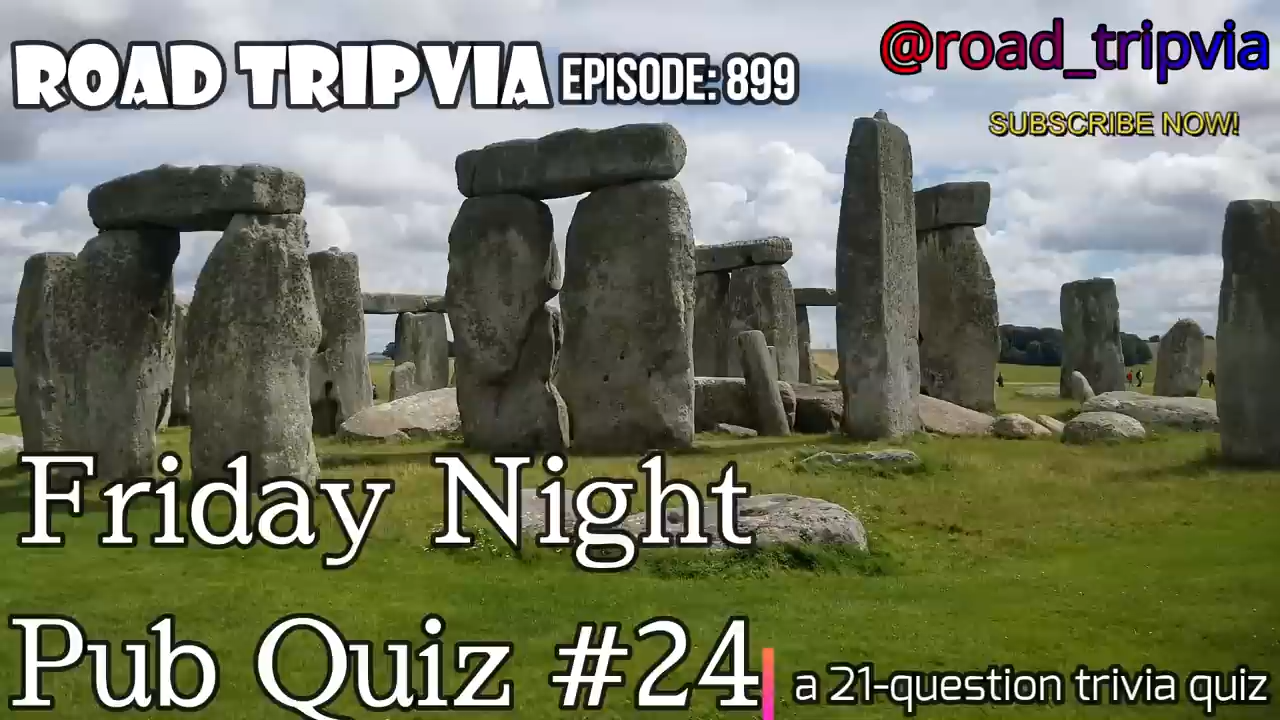 ROAD TRIPVIA EPISODE: 899
@road_tripvia
SUBSCRIBE NOW!
Friday Night
Pub Quiz #24
a 21-question trivia quiz